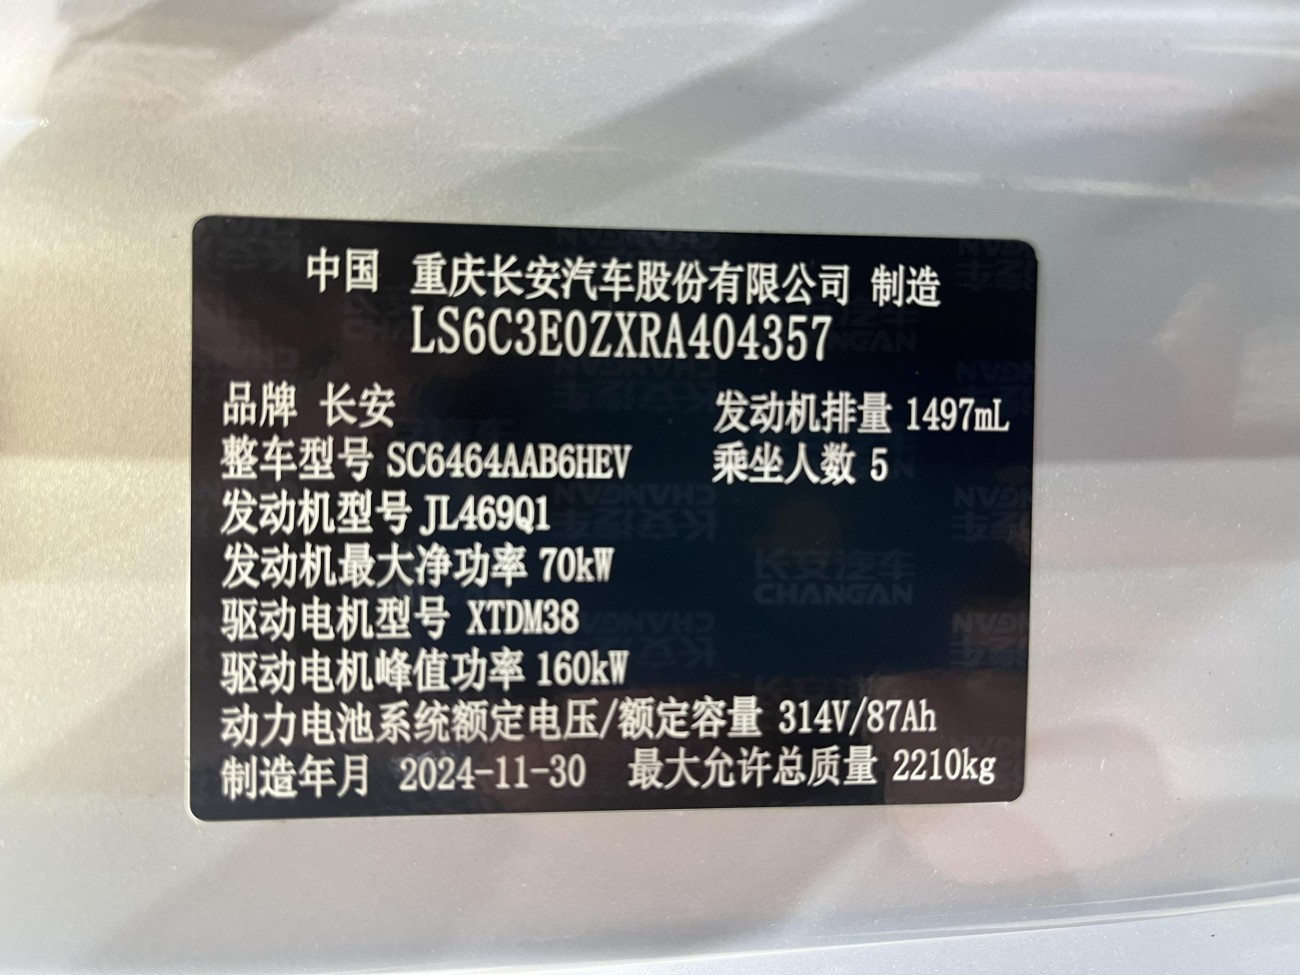 中国 重庆长安汽车股份有限公司 制造
LS6C3E0ZXRA404357
品牌 长安 发动机排量 1497mL
整车型号 SC6464AAB6HEV 乘坐人数 5
发动机型号 JL469Q1
发动机最大净功率 70kW
驱动电机型号 XTDM38
驱动电机峰值功率 160kW
动力电池系统额定电压/额定容量 314V/87Ah
制造年月 2024-11-30 最大允许总质量 2210kg
长安汽车
CHANGAN